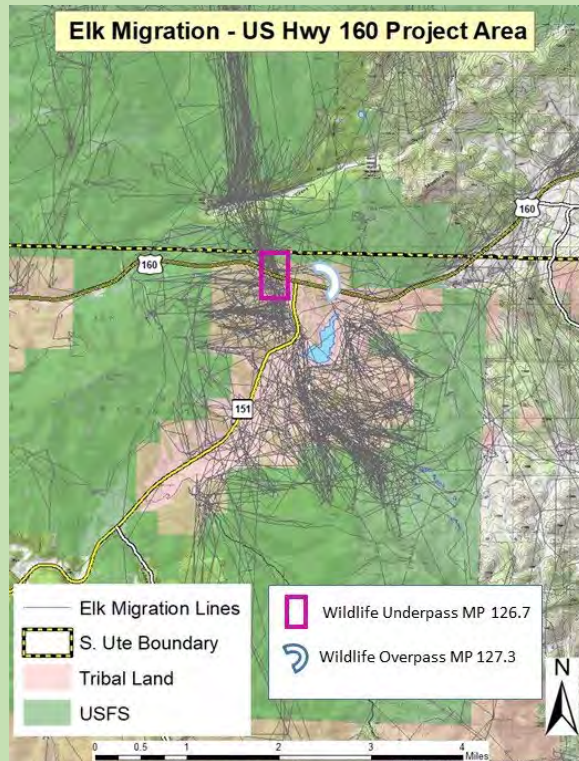 Elk Migration - US Hwy 160 Project Area
160
160
151
Elk Migration Lines
S. Ute Boundary
Tribal Land
USFS
Wildlife Underpass MP 126.7
Wildlife Overpass MP 127.3
N
0 0.5 1 2 3 4
Miles